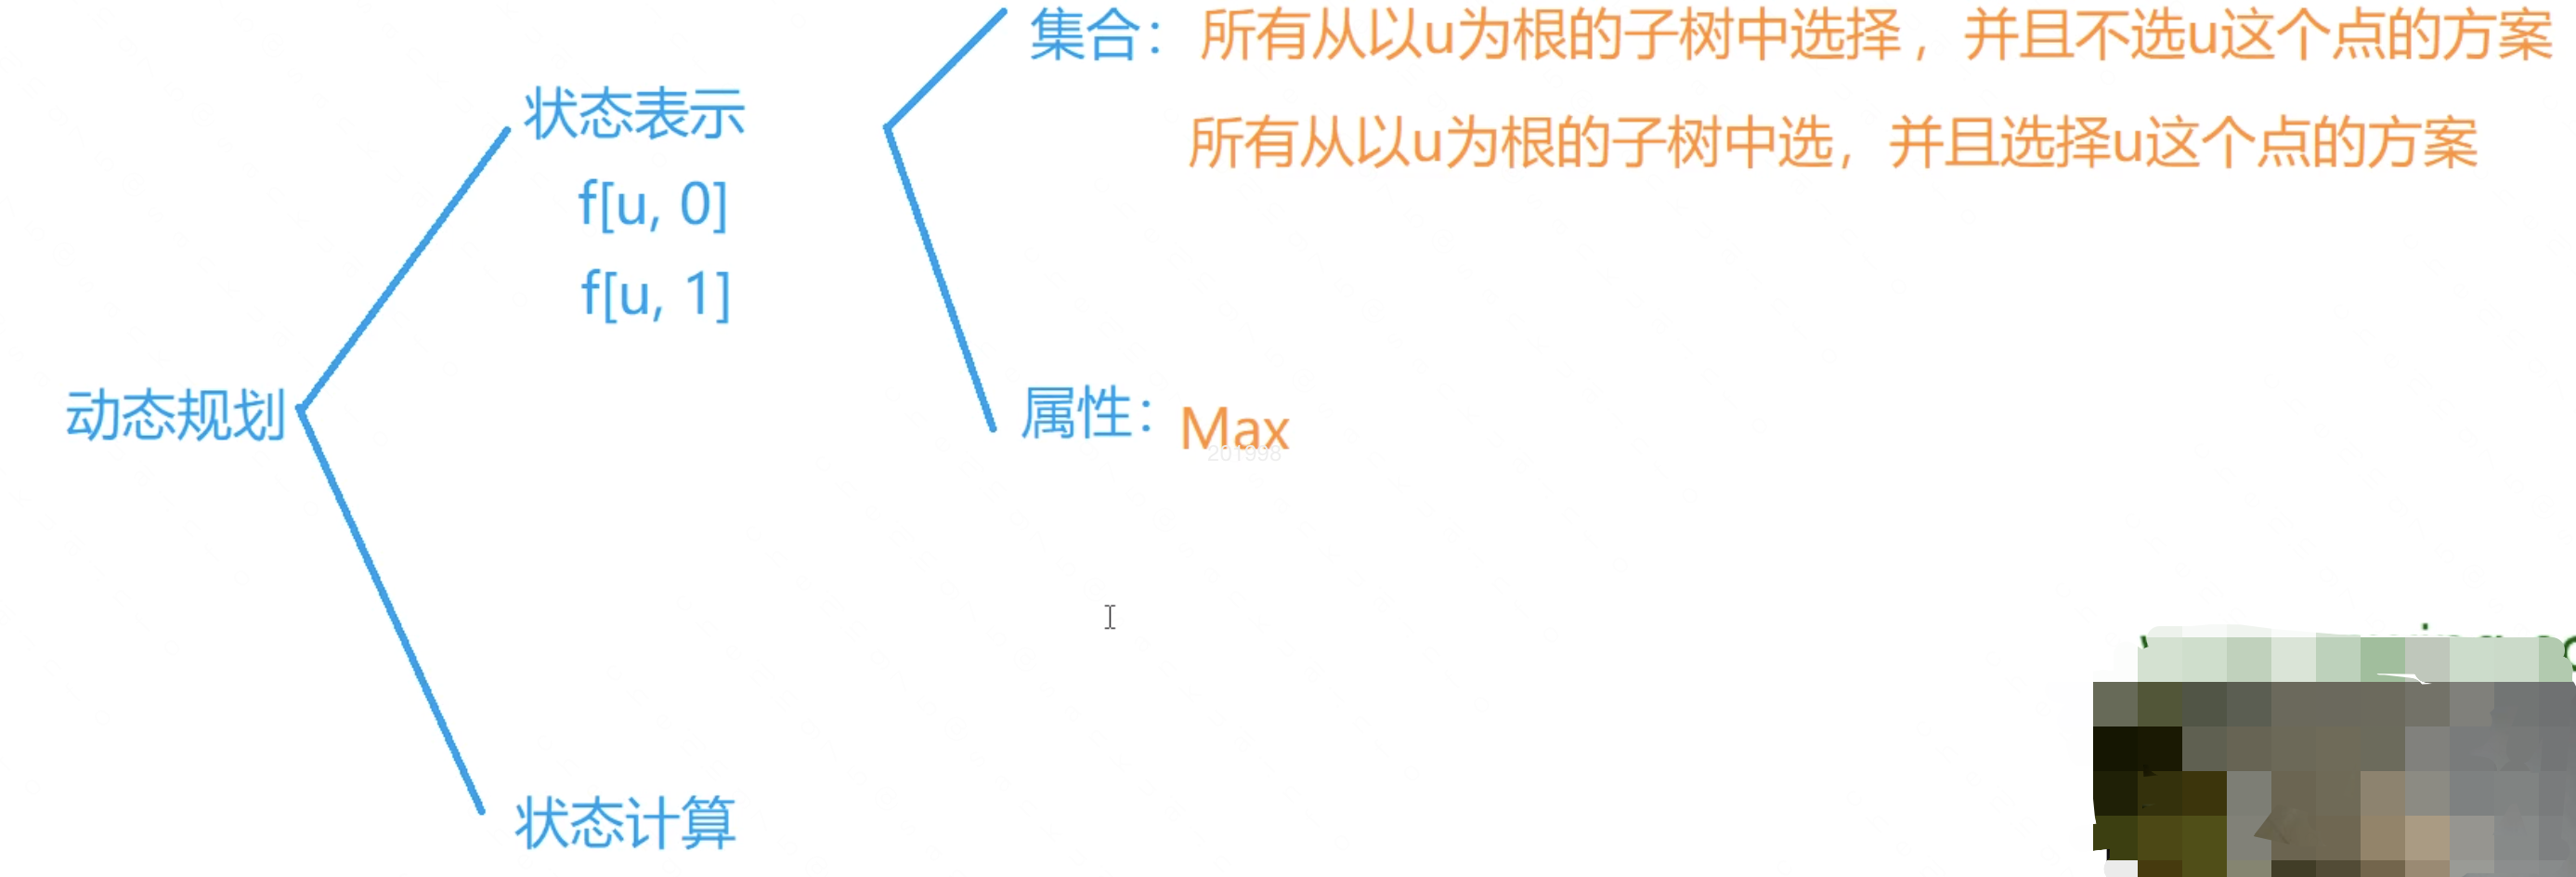 集合：所有从以u为根的子树中选择，并且不选u这个点的方案
所有从以u为根的子树中选，并且选择u这个点的方案
状态表示
f[u, 0]
f[u, 1]
动态规划
属性：Max
201998
状态计算